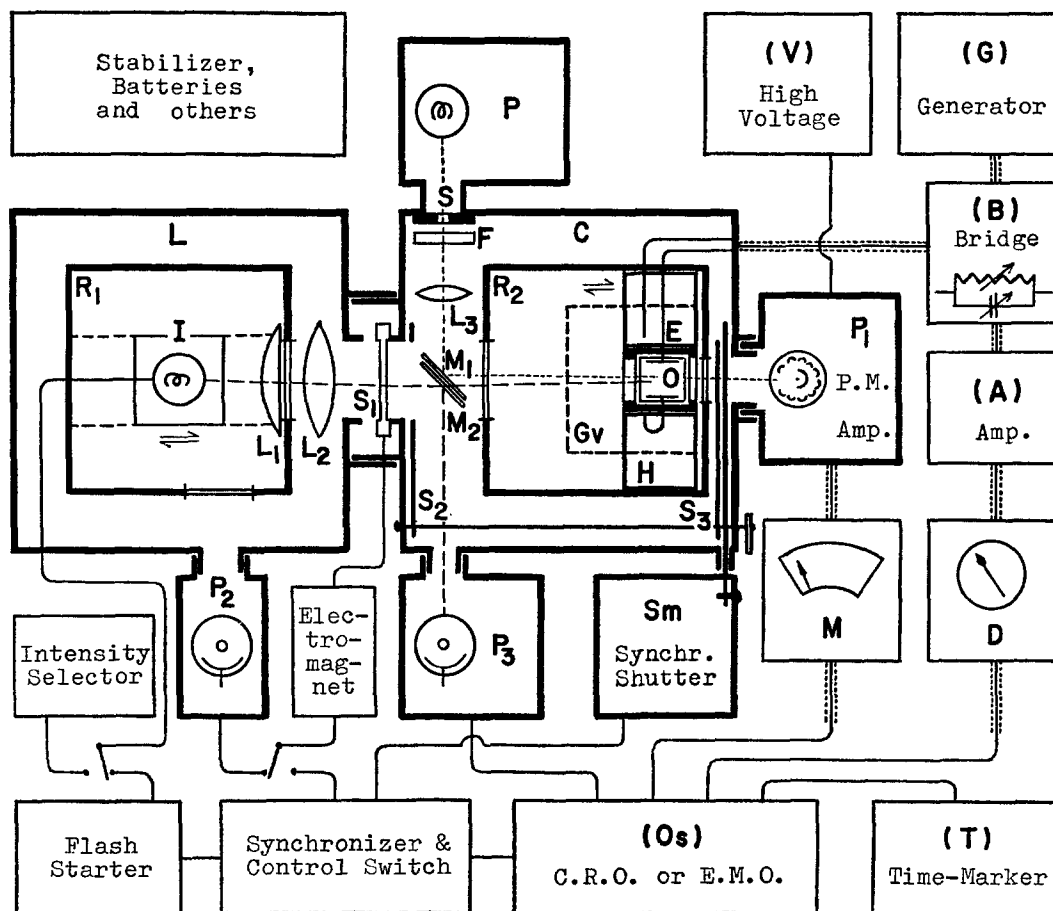 Stabilizer,
Batteries
and others
P
(V)
High
Voltage
(G)
Generator
S
F
L
C
(B)
Bridge
R1
I
L1
L2
S1
L3
M1
M2
R2
E
O
Gv
H
P1
P.M.
Amp.
(A)
Amp.
S2
S3
P2
Elec-
tro-
mag-
net
P3
Sm
Synchr.
Shutter
M
D
Intensity
Selector
Flash
Starter
Synchronizer &
Control Switch
(Os)
C.R.O. or E.M.O.
(T)
Time-Marker